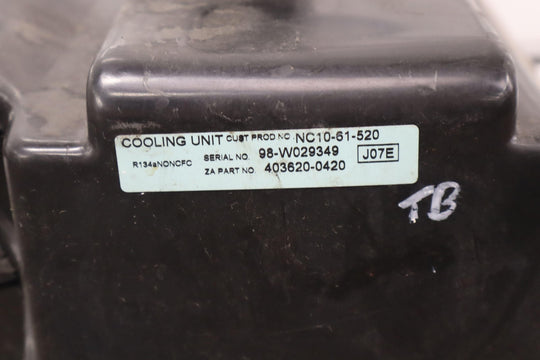 COOLING UNIT CUST PROD NO NC10-61-520
R134aNONCFC SERIAL NO. 98-W029349 J07E
ZA PART NO. 403620-0420
TB